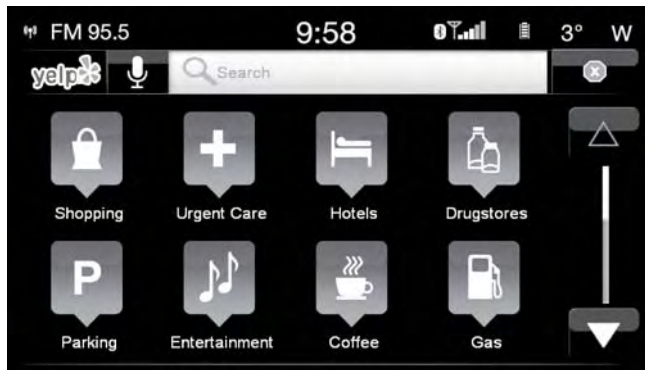 FM 95.5 9:58 3° W
yelp Search
Shopping Urgent Care Hotels Drugstores
P
Parking Entertainment Coffee Gas